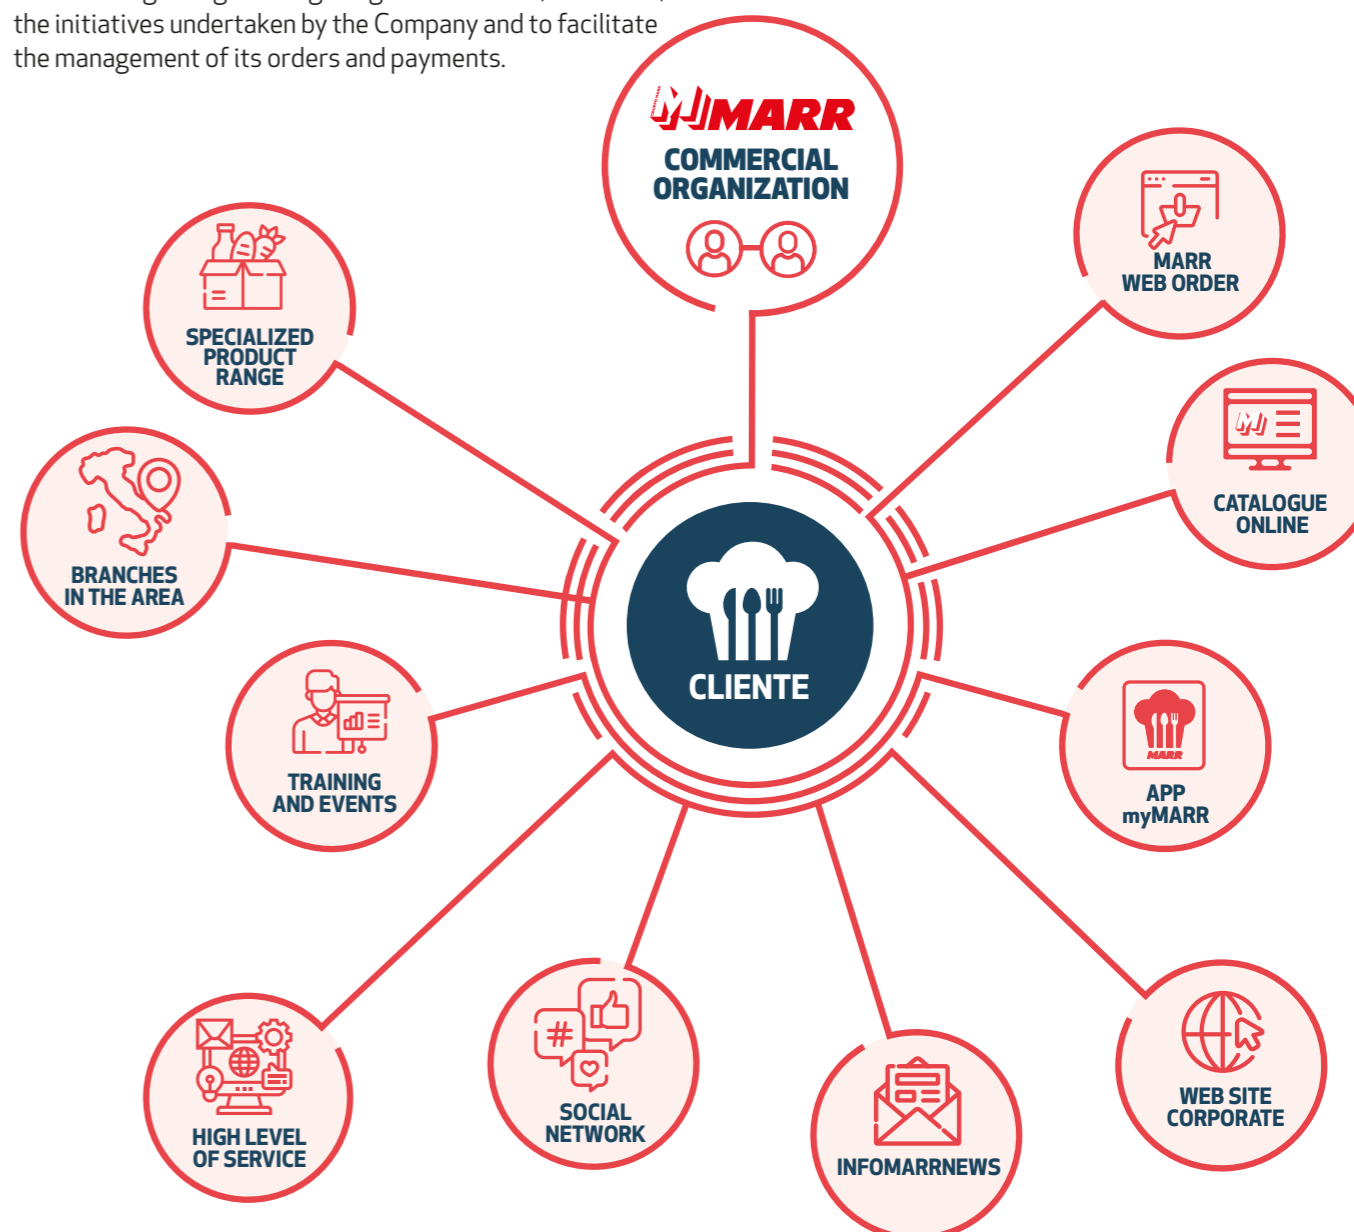 the initiatives undertaken by the Company and to facilitate
the management of its orders and payments.
MARR
COMMERCIAL
ORGANIZATION
MARR
WEB ORDER
SPECIALIZED
PRODUCT
RANGE
CATALOGUE
ONLINE
BRANCHES
IN THE AREA
CLIENTE
TRAINING
AND EVENTS
MARR
APP
myMARR
#
HIGH LEVEL
OF SERVICE
SOCIAL
NETWORK
INFOMARRNEWS
WEB SITE
CORPORATE